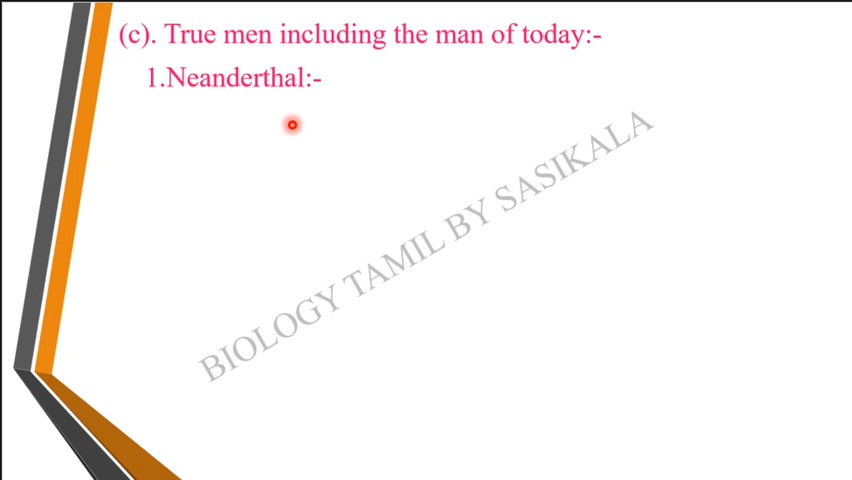 (c). True men including the man of today:-
1.Neanderthal:-
BIOLOGY TAMIL BY SASIKALA